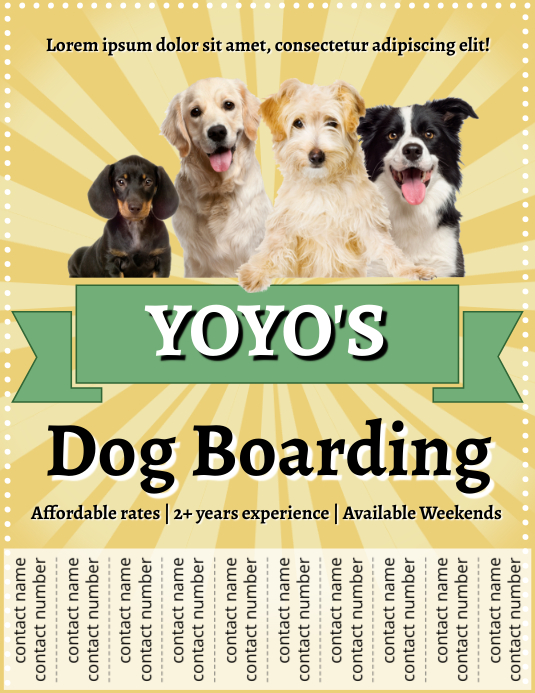 Lorem ipsum dolor sit amet, consectetur adipiscing elit!
YOYO'S
Dog Boarding
Affordable rates | 2+ years experience | Available Weekends
contact name
contact number
contact name
contact number
contact name
contact number
contact name
contact number
contact name
contact number
contact name
contact number
contact name
contact number
contact name
contact number
contact name
contact number
contact name
contact number